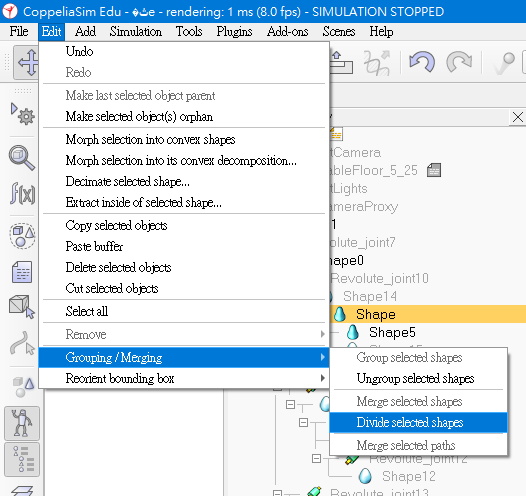 CoppeliaSim Edu - - rendering: 1 ms (8.0 fps) - SIMULATION STOPPED
File Edit Add Simulation Tools Plugins Add-ons Scenes Help
Undo
Redo
Make last selected object parent
Make selected object(s) orphan
Morph selection into convex shapes
Morph selection into its convex decomposition...
Decimate selected shape...
Extract inside of selected shape...
Copy selected objects
Paste buffer
Delete selected objects
Cut selected objects
Select all
Remove
Grouping / Merging
Reorient bounding box
Group selected shapes
Ungroup selected shapes
Merge selected shapes
Divide selected shapes
Merge selected paths
f(x)
y
tCamera
ableFloor_5_25
tLights
ameraProxy
1
olute_joint7
hape0
Revolute_joint10
Shape14
Shape
Shape5
Revolute_joint12
Shape12
Revolute_joint13